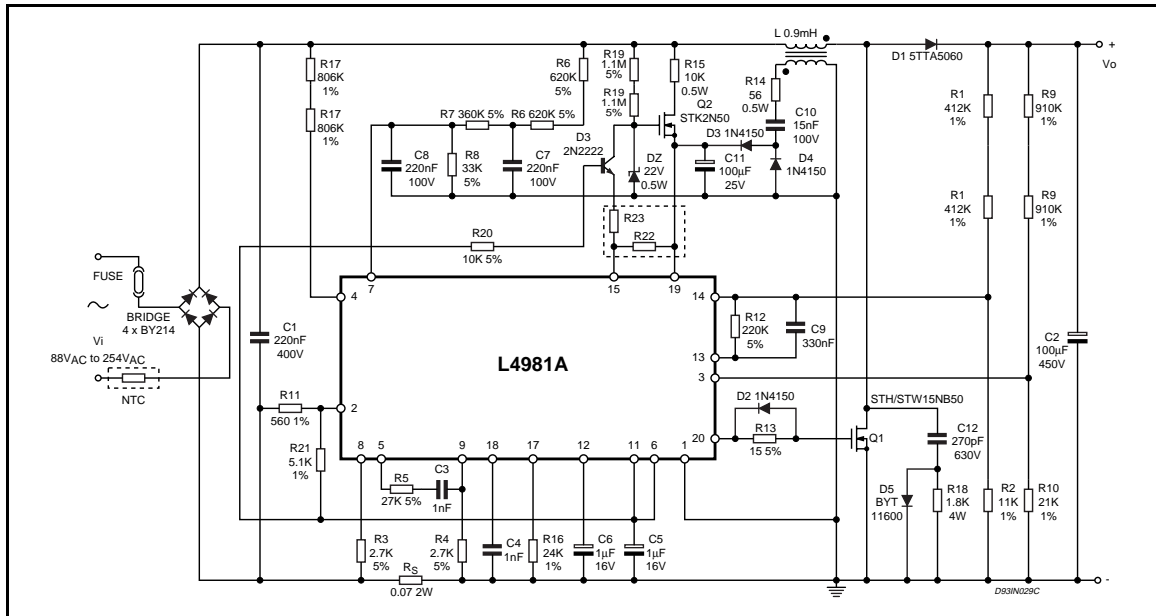 L 0.9mH
D1 5TTA5060
+
Vo
R17
806K
1%
R17
806K
1%
R6
620K
5%
R19
1.1M
5%
R19
1.1M
5%
R15
10K
0.5W
Q2
STK2N50
R14
56
0.5W
C10
15nF
100V
R1
412K
1%
R9
910K
1%
R7 360K 5%
R6 620K 5%
D3
2N2222
D3 1N4150
C8
220nF
100V
R8
33K
5%
C7
220nF
100V
DZ
22V
0.5W
C11
100µF
25V
D4
1N4150
R1
412K
1%
R9
910K
1%
R23
R22
R20
10K 5%
FUSE
BRIDGE
4 x BY214
Vi
88VAC to 254VAC
NTC
C1
220nF
400V
R11
560 1%
R21
5.1K
1%
7
15
19
4
14
13
3
2
20
8
5
9
18
17
12
11
6
1
L4981A
R12
220K
5%
C9
330nF
C2
100µF
450V
D2 1N4150
R13
15 5%
STH/STW15NB50
Q1
C12
270pF
630V
R5
27K 5%
C3
1nF
D5
BYT
11600
R18
1.8K
4W
R2
11K
1%
R10
21K
1%
R3
2.7K
5%
R4
2.7K
5%
C4
1nF
R16
24K
1%
C6
1µF
16V
C5
1µF
16V
RS
0.07 2W
-
D93IN029C